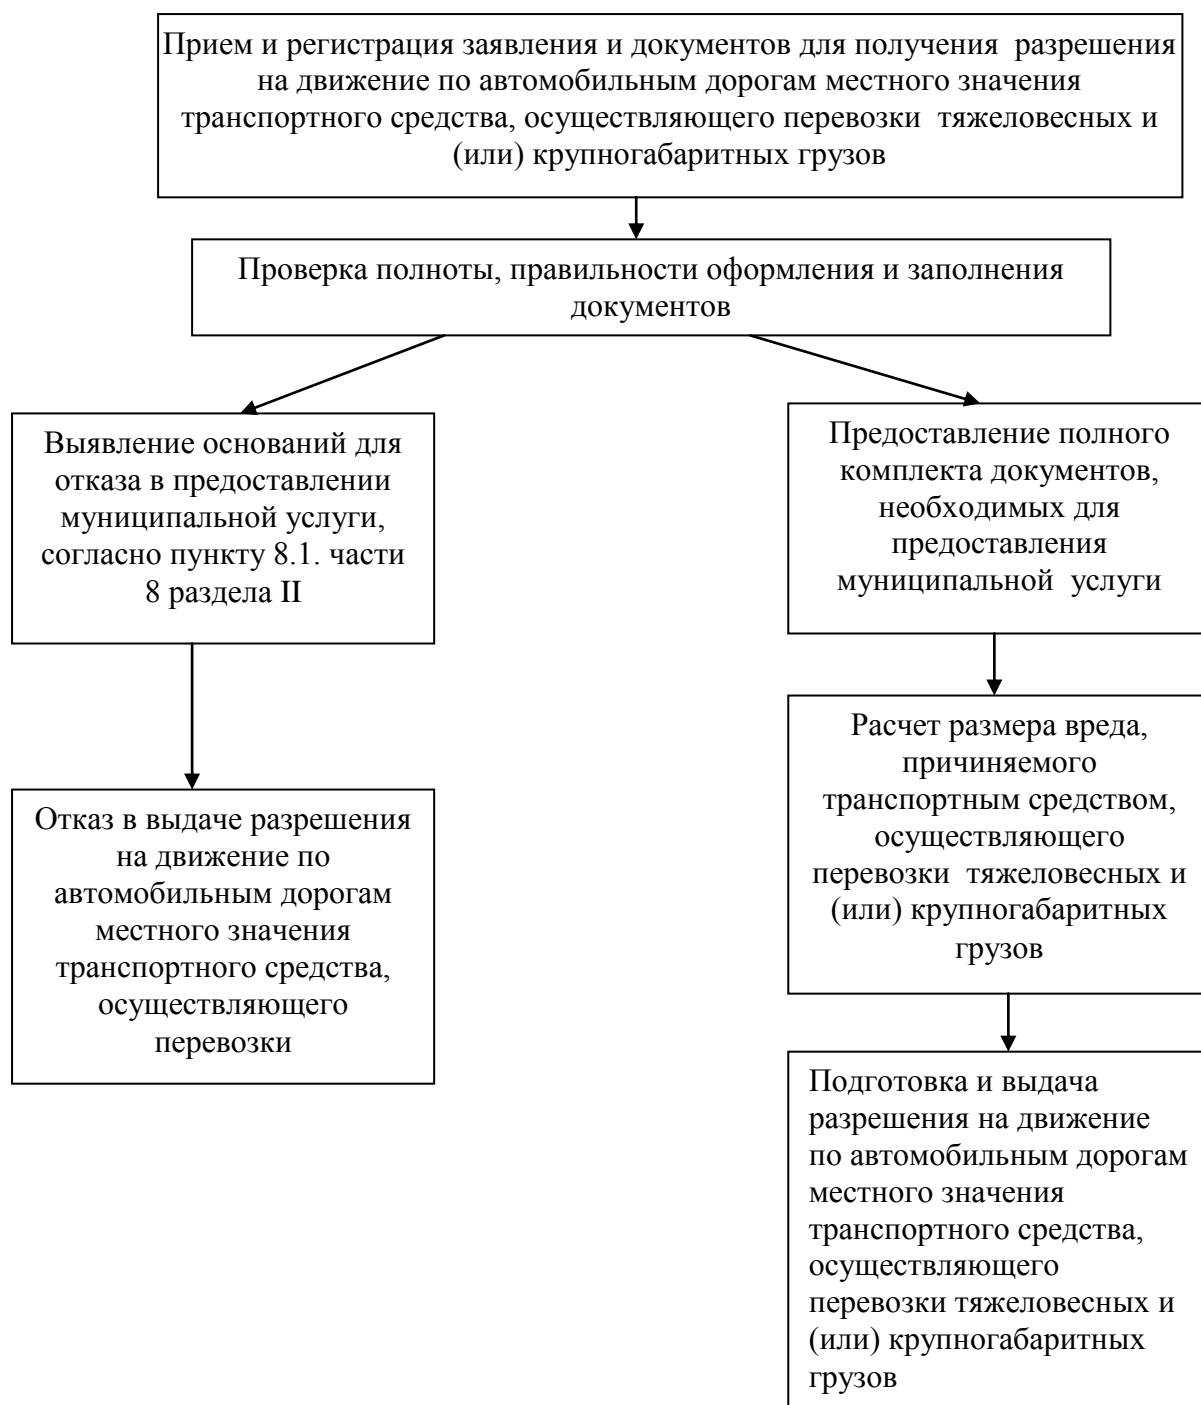 Прием и регистрация заявления и документов для получения разрешения
на движение по автомобильным дорогам местного значения
транспортного средства, осуществляющего перевозки тяжеловесных и
(или) крупногабаритных грузов
Проверка полноты, правильности оформления и заполнения
документов
Выявление оснований для
отказа в предоставлении
муниципальной услуги,
согласно пункту 8.1. части
8 раздела II
Отказ в выдаче разрешения
на движение по
автомобильным дорогам
местного значения
транспортного средства,
осуществляющего
перевозки
Предоставление полного
комплекта документов,
необходимых для
предоставления
муниципальной услуги
Расчет размера вреда,
причиняемого
транспортным средством,
осуществляющего
перевозки тяжеловесных и
(или) крупногабаритных
грузов
Подготовка и выдача
разрешения на движение
по автомобильным дорогам
местного значения
транспортного средства,
осуществляющего
перевозки тяжеловесных и
(или) крупногабаритных
грузов